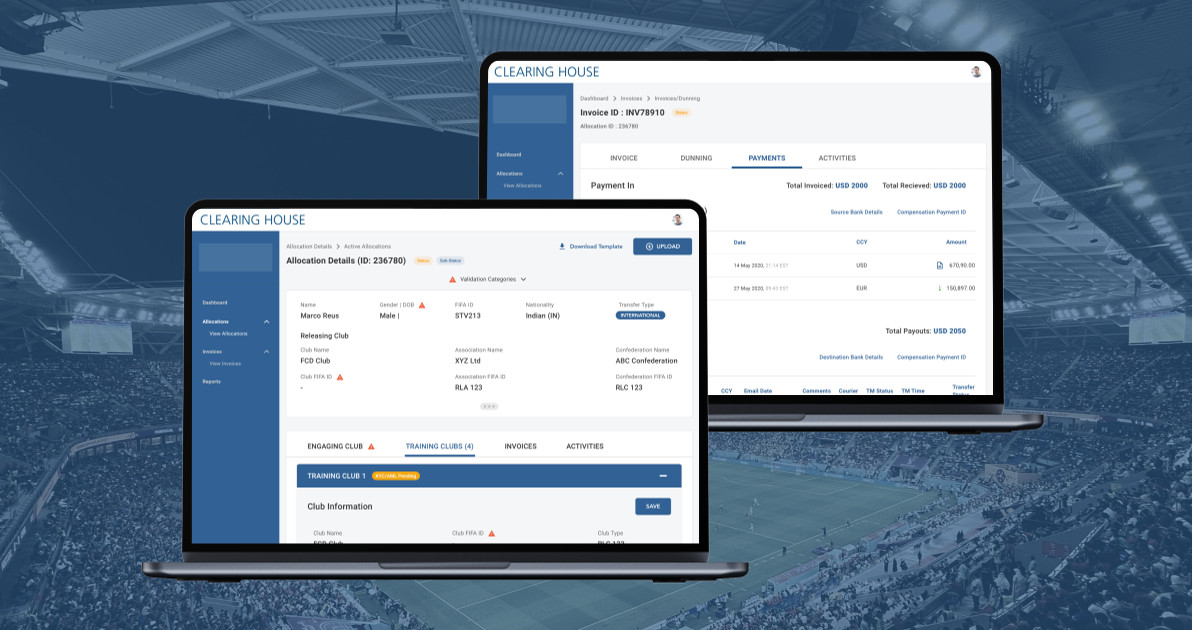 CLEARING HOUSE
Dashboard > Invoices > Invoices/Dunning
Invoice ID : INV78910 Status
Allocation ID : 236780
Dashboard
Allocations
View Allocations
INVOICE DUNNING PAYMENTS ACTIVITIES
Payment In Total Invoiced: USD 2000 Total Recieved: USD 2000
Source Bank Details Compensation Payment ID
Date CCY Amount
14 May 2020, 21:14 EST USD 670,90.00
27 May 2020, 09:40 EST EUR 150,897.00
Total Payouts: USD 2050
Destination Bank Details Compensation Payment ID
CCY Email Date Comments Courier TM Status TM Time Transfer
Status
CLEARING HOUSE
Allocation Details > Active Allocations
Download Template UPLOAD
Allocation Details (ID: 236780) Status Sub-Status
Validation Categories
Dashboard
Allocations
View Allocations
Invoices
View Invoices
Reports
Name Gender | DOB FIFA ID Nationality Transfer Type
Marco Reus Male | STV213 Indian (IN) INTERNATIONAL
Releasing Club
Club Name Association Name Confederation Name
FCD Club XYZ Ltd ABC Confederation
Club FIFA ID Association FIFA ID Confederation FIFA ID
- RLA 123 RLC 123
ENGAGING CLUB TRAINING CLUBS (4) INVOICES ACTIVITIES
TRAINING CLUB 1 KYC/AML Pending
Club Information SAVE
Club Name Club FIFA ID Club Type
FCD Club RLC 123